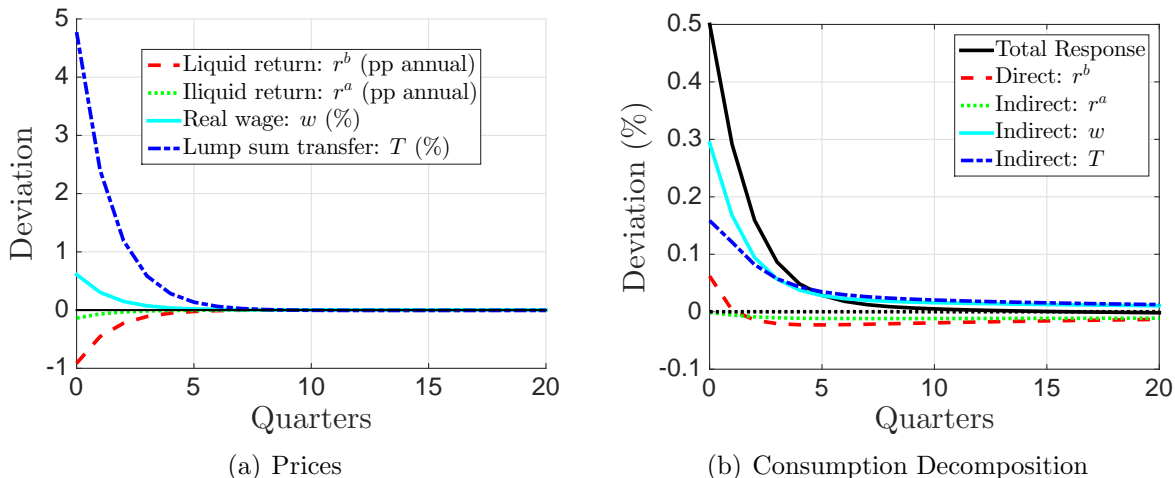 5
4
3
2
1
0
-1
Deviation
Liquid return: r^b (pp annual)
Iliquid return: r^a (pp annual)
Real wage: w (%)
Lump sum transfer: T (%)
0 5 10 15 20
Quarters
(a) Prices
0.5
0.4
0.3
0.2
0.1
0
-0.1
Deviation (%)
Total Response
Direct: r^b
Indirect: r^a
Indirect: w
Indirect: T
0 5 10 15 20
Quarters
(b) Consumption Decomposition